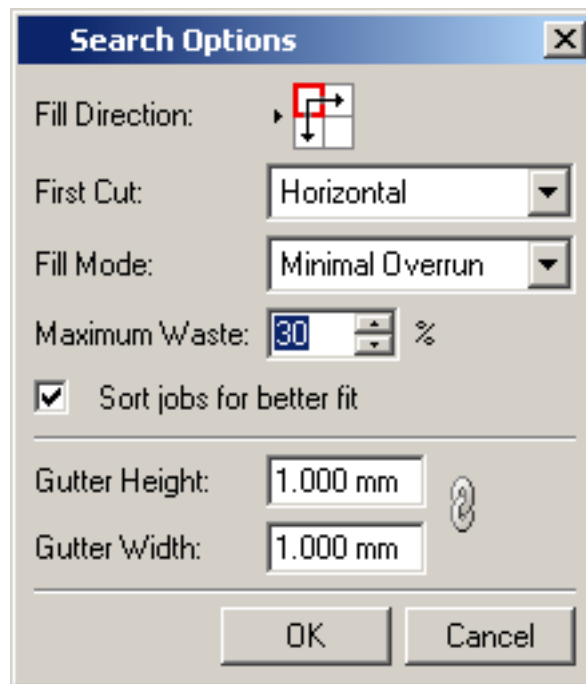 Search Options
Fill Direction:
First Cut: Horizontal
Fill Mode: Minimal Overrun
Maximum Waste: 30 %
Sort jobs for better fit
Gutter Height: 1.000 mm
Gutter Width: 1.000 mm
OK Cancel